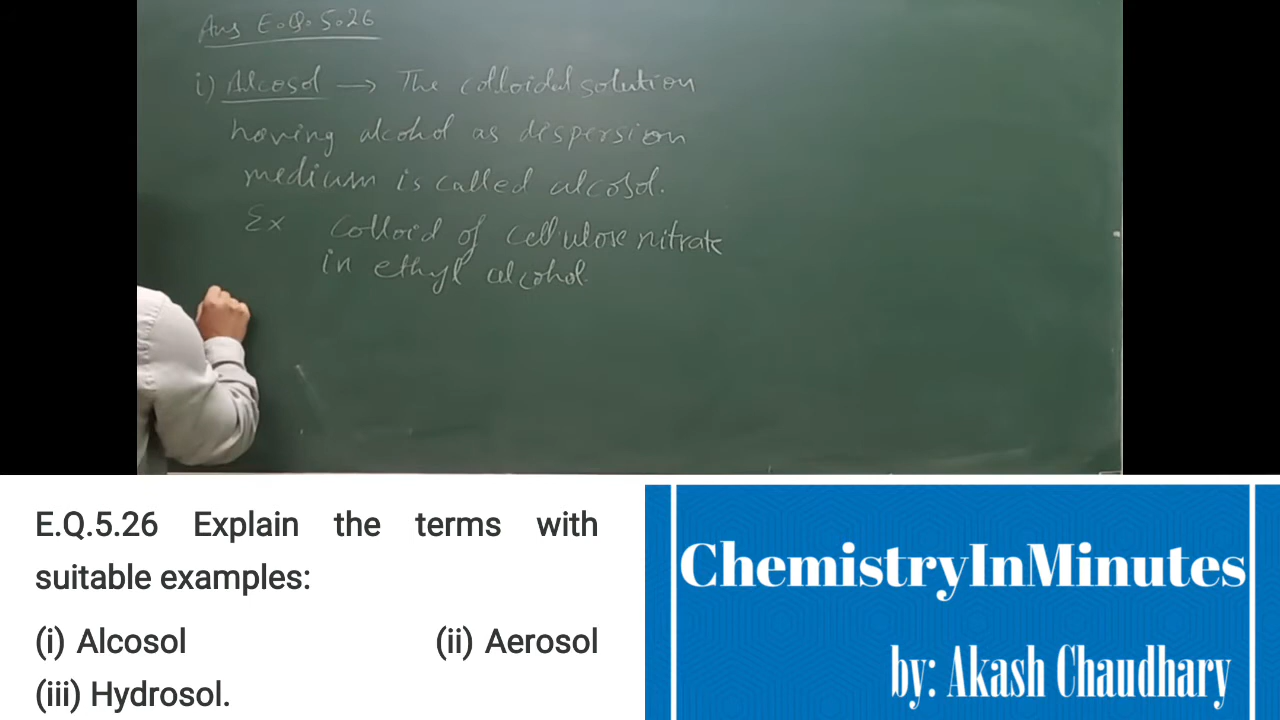 Ans E.Q. 5.26
i) Alcosol → The colloidal solution
having alcohol as dispersion
medium is called alcosol.
Ex Colloid of cellulose nitrate
in ethyl alcohol.
E.Q.5.26 Explain the terms with
suitable examples:
(i) Alcosol (ii) Aerosol
(iii) Hydrosol.
ChemistryInMinutes
by: Akash Chaudhary